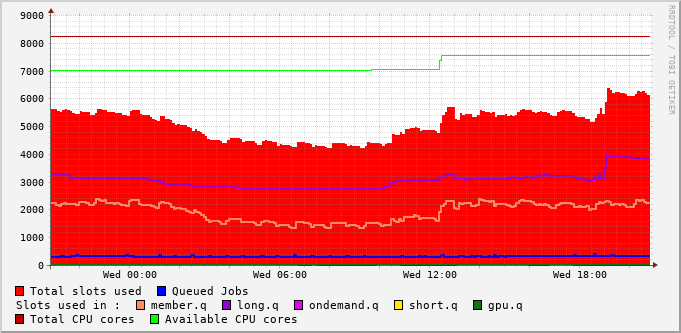 9000
8000
7000
6000
5000
4000
3000
2000
1000
0
Wed 00:00 Wed 06:00 Wed 12:00 Wed 18:00
RRDTOOL / TOBI OETIKER
Total slots used Queued Jobs
Slots used in : member.q long.q ondemand.q short.q gpu.q
Total CPU cores Available CPU cores